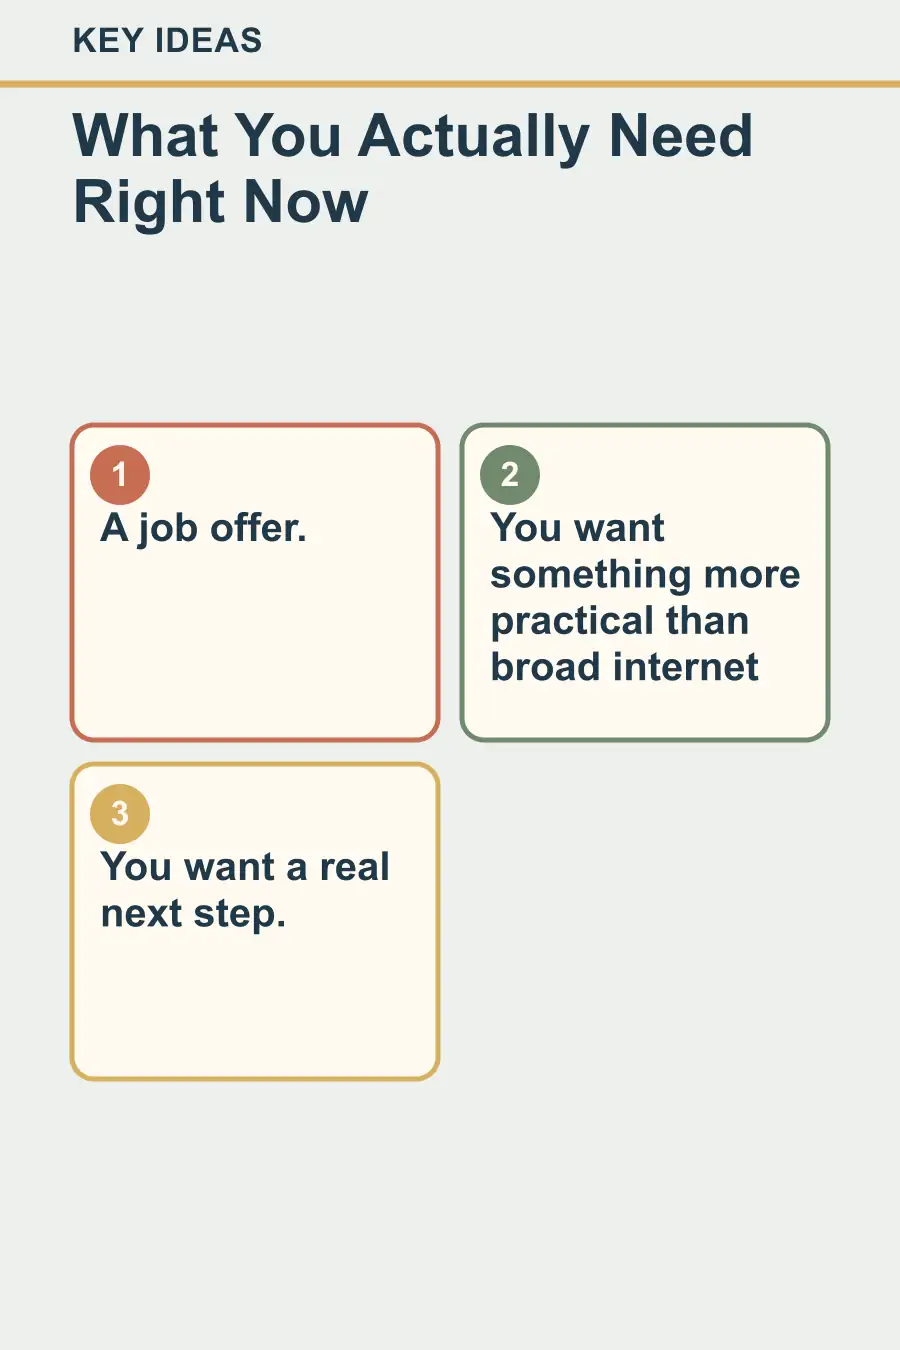 KEY IDEAS
What You Actually Need
Right Now
1
A job offer.
2
You want
something more
practical than
broad internet
3
You want a real
next step.